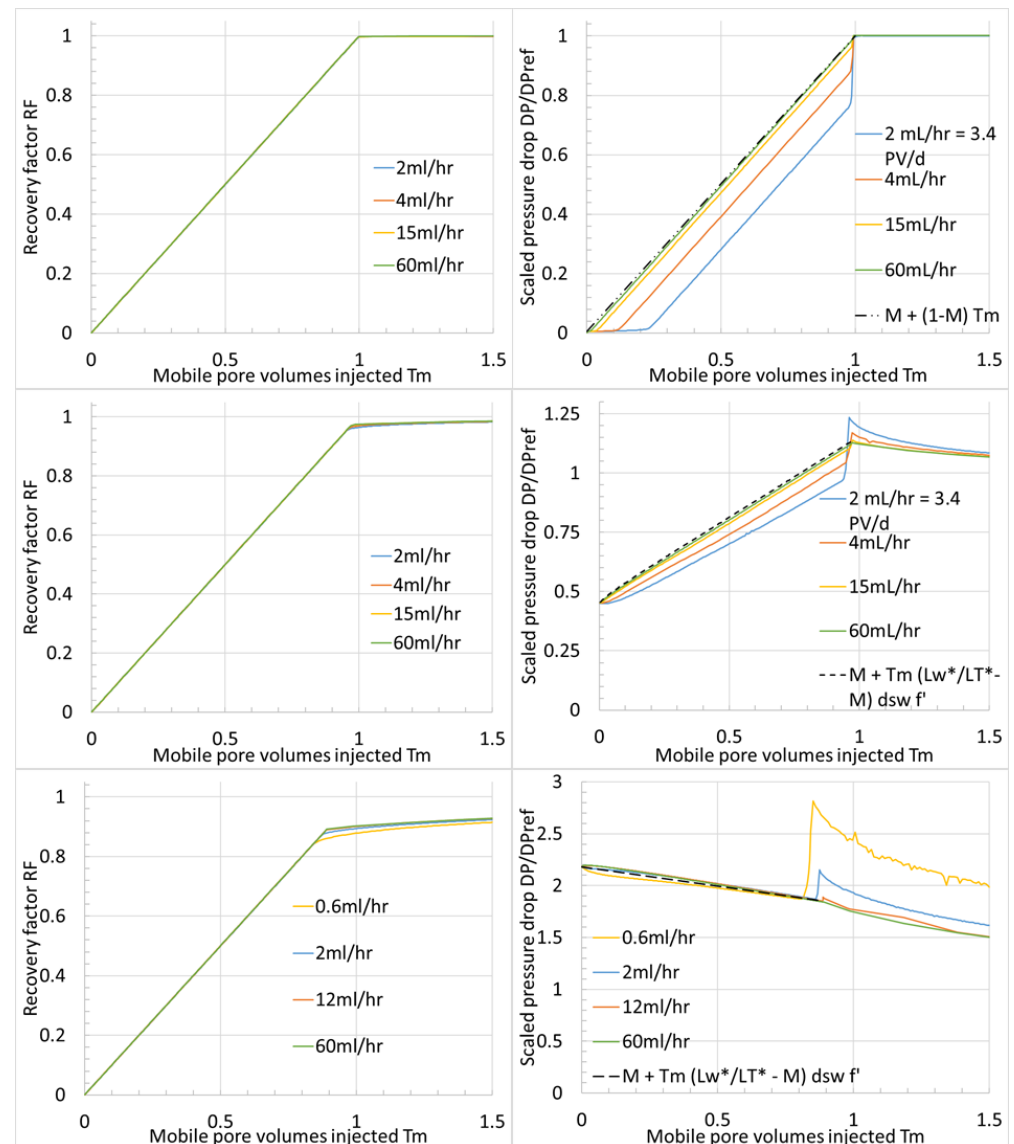 Recovery factor RF
1
0.8
0.6
0.4
0.2
0
2ml/hr
4ml/hr
15ml/hr
60ml/hr
0
0.5
1
1.5
Mobile pore volumes injected Tm
Scaled pressure drop DP/DPref
1
0.8
0.6
0.4
0.2
0
2 mL/hr = 3.4
PV/d
4mL/hr
15mL/hr
60mL/hr
M + (1-M) Tm
0
0.5
1
1.5
Mobile pore volumes injected Tm
Recovery factor RF
1
0.8
0.6
0.4
0.2
0
2ml/hr
4ml/hr
15ml/hr
60ml/hr
0
0.5
1
1.5
Mobile pore volumes injected Tm
Scaled pressure drop DP/DPref
1.25
1
0.75
0.5
0.25
0
2 mL/hr = 3.4
PV/d
4mL/hr
15mL/hr
60mL/hr
M + Tm (Lw*/LT*-
M) dsw f'
0
0.5
1
1.5
Mobile pore volumes injected Tm
Recovery factor RF
1
0.8
0.6
0.4
0.2
0
0.6ml/hr
2ml/hr
12ml/hr
60ml/hr
0
0.5
1
1.5
Mobile pore volumes injected Tm
Scaled pressure drop DP/DPref
3
2.5
2
1.5
1
0.5
0
0.6ml/hr
2ml/hr
12ml/hr
60ml/hr
M + Tm (Lw*/LT* - M) dsw f'
0
0.5
1
1.5
Mobile pore volumes injected Tm